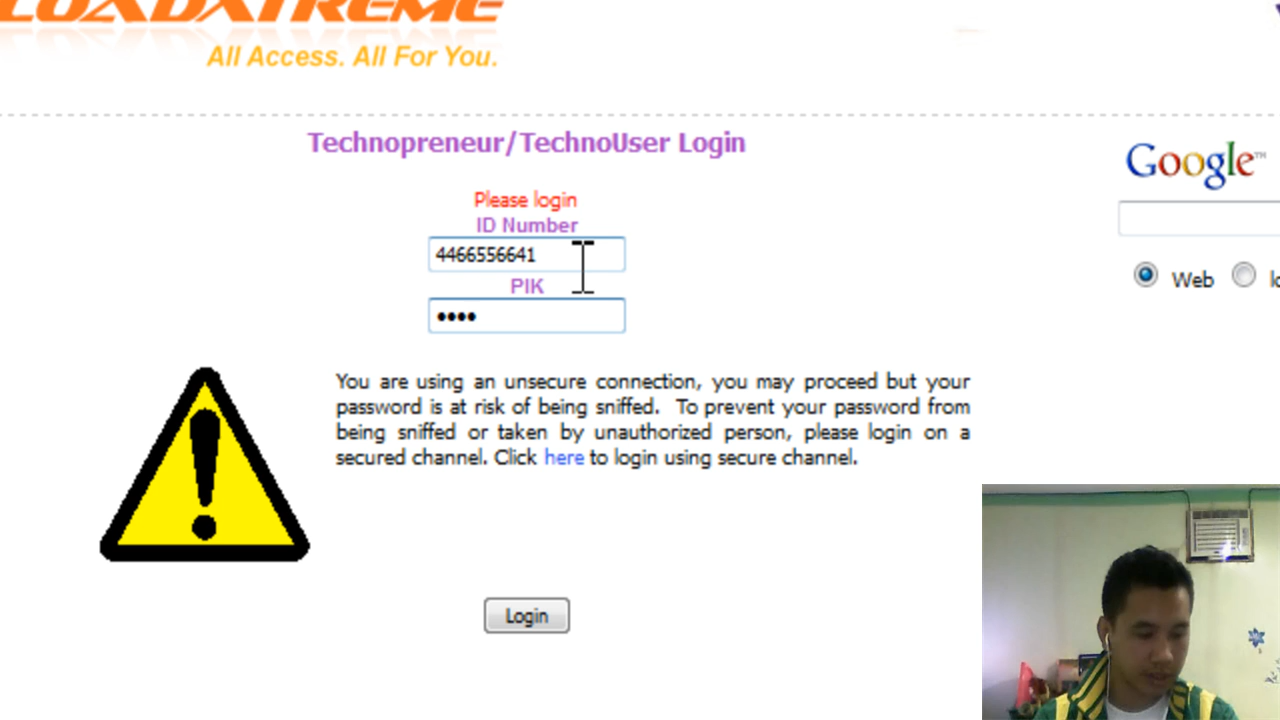 LOADXTREME
All Access. All For You.
Technopreneur/TechnoUser Login
Please login
ID Number
4466556641
PIK
••••
You are using an unsecure connection, you may proceed but your
password is at risk of being sniffed. To prevent your password from
being sniffed or taken by unauthorized person, please login on a
secured channel. Click here to login using secure channel.
Login
Google™
Web